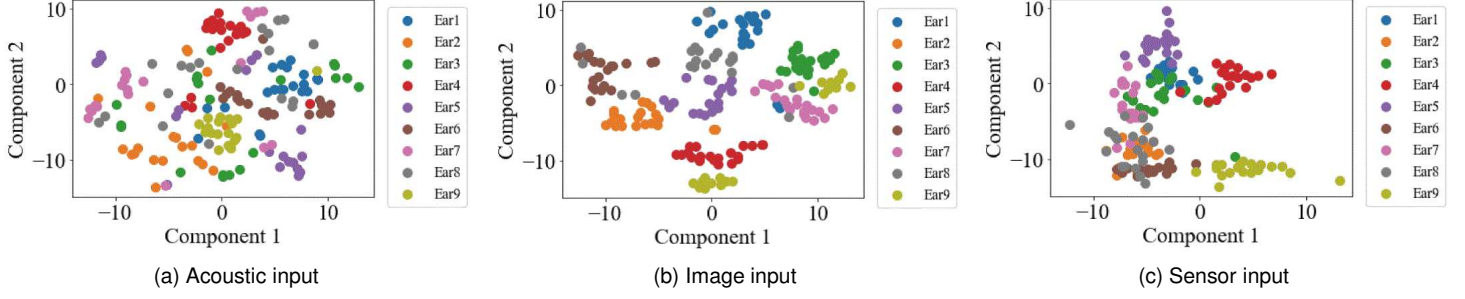 Component 2
10
0
−10
−10
0
10
Component 1
Ear1
Ear2
Ear3
Ear4
Ear5
Ear6
Ear7
Ear8
Ear9
(a) Acoustic input
Component 2
10
0
−10
−10
0
10
Component 1
Ear1
Ear2
Ear3
Ear4
Ear5
Ear6
Ear7
Ear8
Ear9
(b) Image input
Component 2
10
0
−10
−10
0
10
Component 1
Ear1
Ear2
Ear3
Ear4
Ear5
Ear6
Ear7
Ear8
Ear9
(c) Sensor input